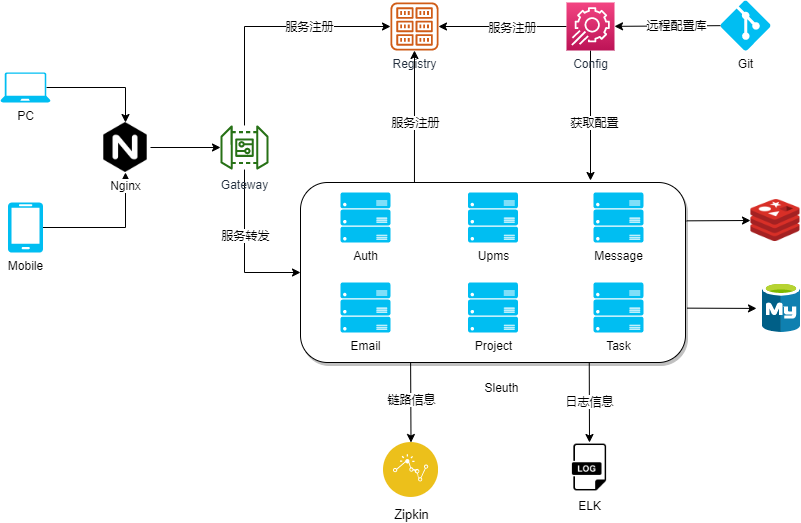 服务注册
服务注册
远程配置库
Registry
Config
Git
PC
服务注册
获取配置
Nginx
Gateway
服务转发
Mobile
Auth
Upms
Message
Email
Project
Task
My
Sleuth
链路信息
日志信息
LOG
Zipkin
ELK